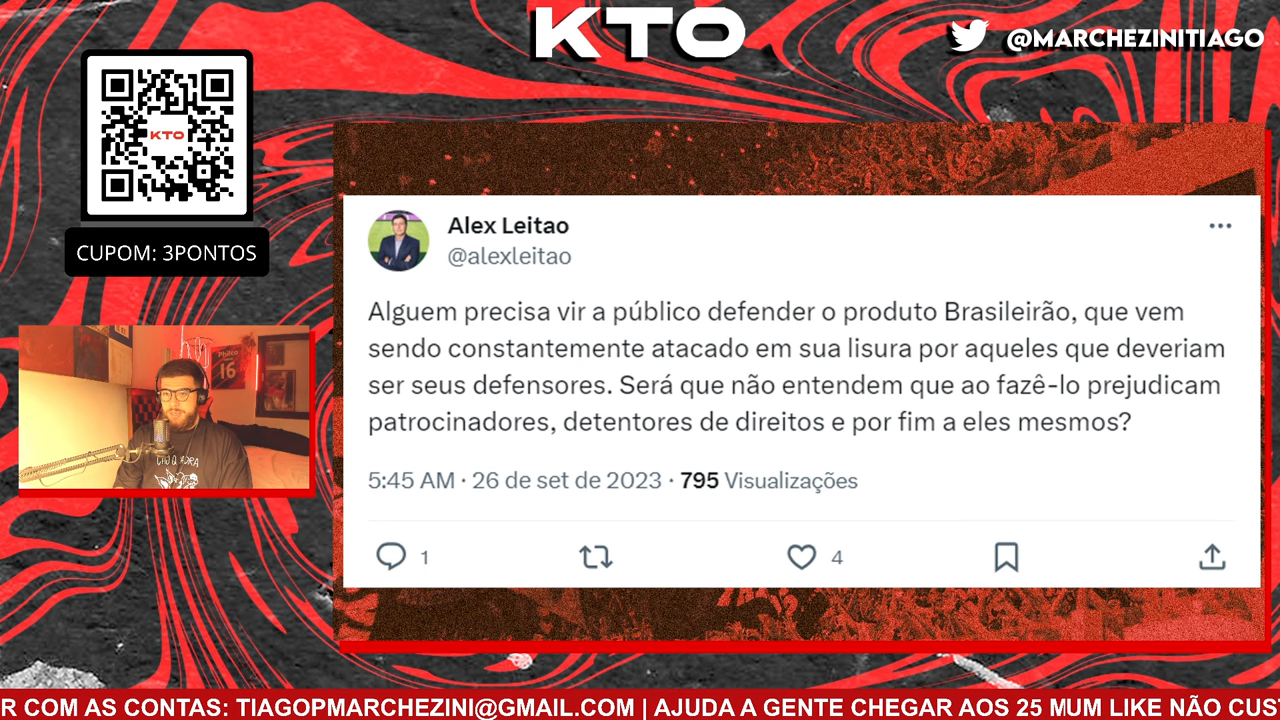 KTO
@MARCHEZINITIAGO
KTO
CUPOM: 3PONTOS
Alex Leitao
@alexleitao
Alguem precisa vir a público defender o produto Brasileirão, que vem
sendo constantemente atacado em sua lisura por aqueles que deveriam
ser seus defensores. Será que não entendem que ao fazê-lo prejudicam
patrocinadores, detentores de direitos e por fim a eles mesmos?
5:45 AM · 26 de set de 2023 · 795 Visualizações
1
4
16
R COM AS CONTAS: TIAGOPMARCHEZINI@GMAIL.COM | AJUDA A GENTE CHEGAR AOS 25 MUM LIKE NÃO CUS